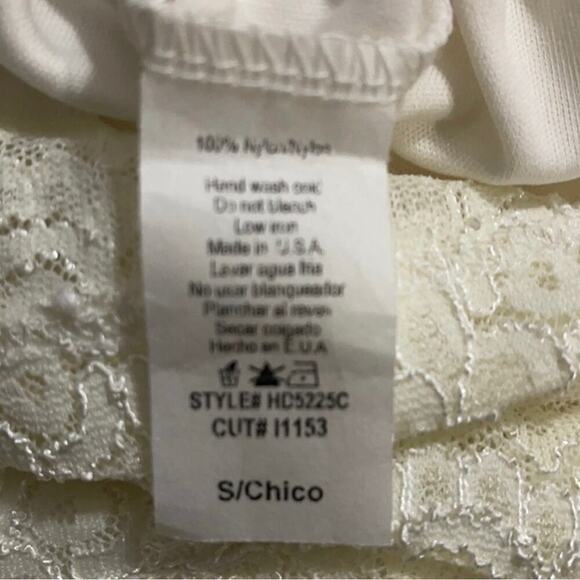 100% Nylon/Nylon
Hand wash only
Do not bleach
Low iron
Made in U.S.A
Lavar agua fria
No usar blanqueador
Planchar al reves
Secar colgado
Hecho en E.U.A
STYLE# HD5225C
CUT# I1153
S/Chico